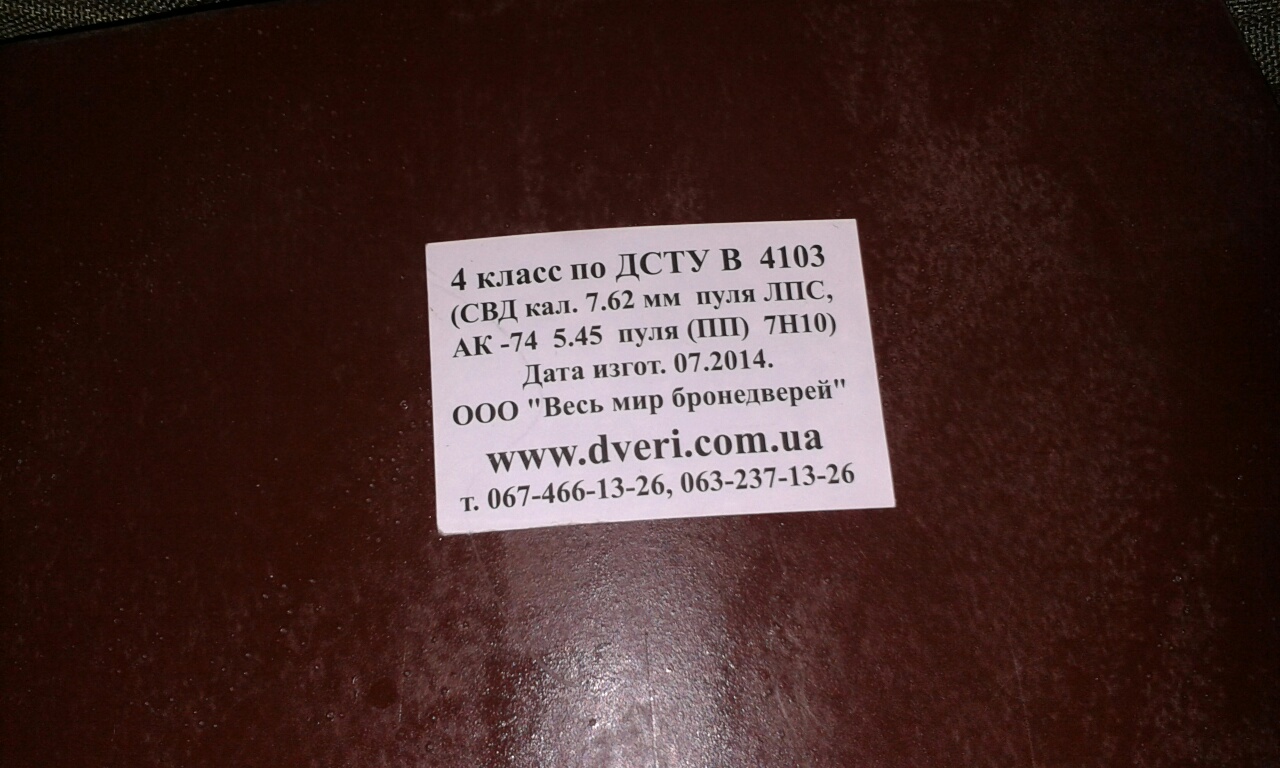 4 класс по ДСТУ В 4103
(СВД кал. 7.62 мм пуля ЛПС,
АК -74 5.45 пуля (ПП) 7Н10)
Дата изгот. 07.2014.
ООО "Весь мир бронедверей"
www.dveri.com.ua
т. 067-466-13-26, 063-237-13-26